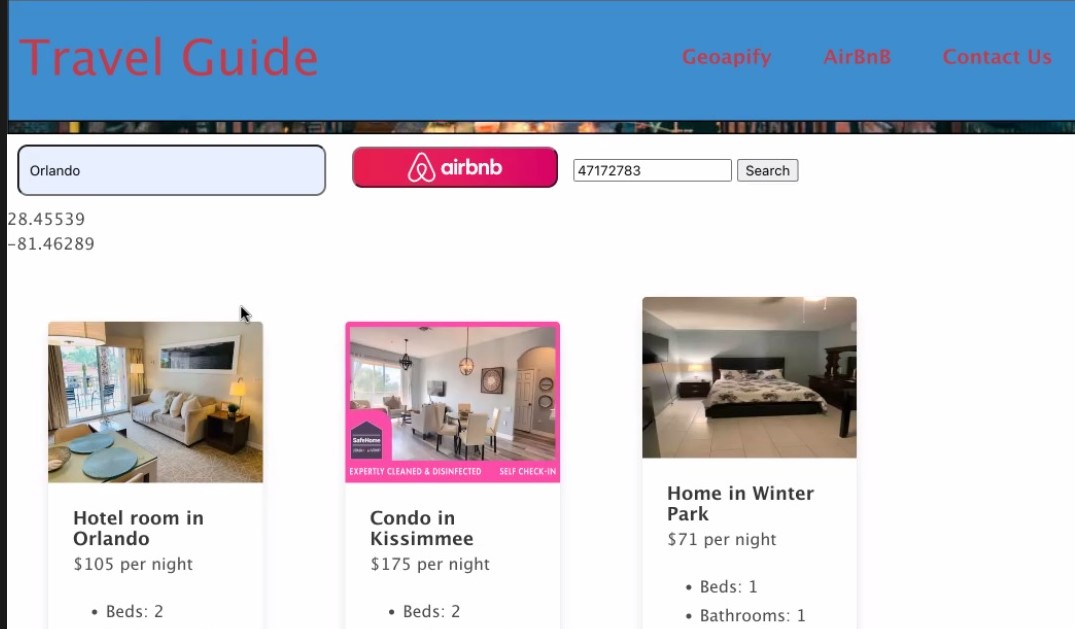 Travel Guide
Geoapify AirBnB Contact Us
Orlando
airbnb
47172783
Search
28.45539
-81.46289
SafeHome
EXPERTLY CLEANED & DISINFECTED SELF CHECK-IN
Hotel room in
Orlando
$105 per night
• Beds: 2
Condo in
Kissimmee
$175 per night
• Beds: 2
Home in Winter
Park
$71 per night
• Beds: 1
• Bathrooms: 1